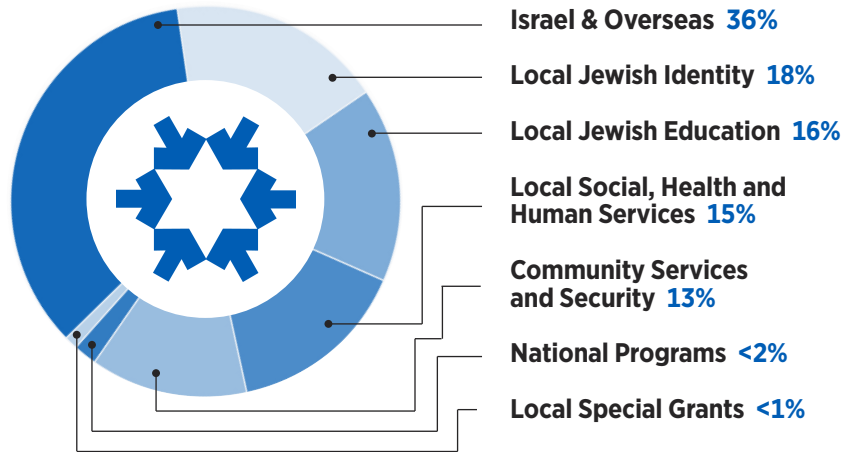 Israel & Overseas 36%
Local Jewish Identity 18%
Local Jewish Education 16%
Local Social, Health and
Human Services 15%
Community Services
and Security 13%
National Programs <2%
Local Special Grants <1%